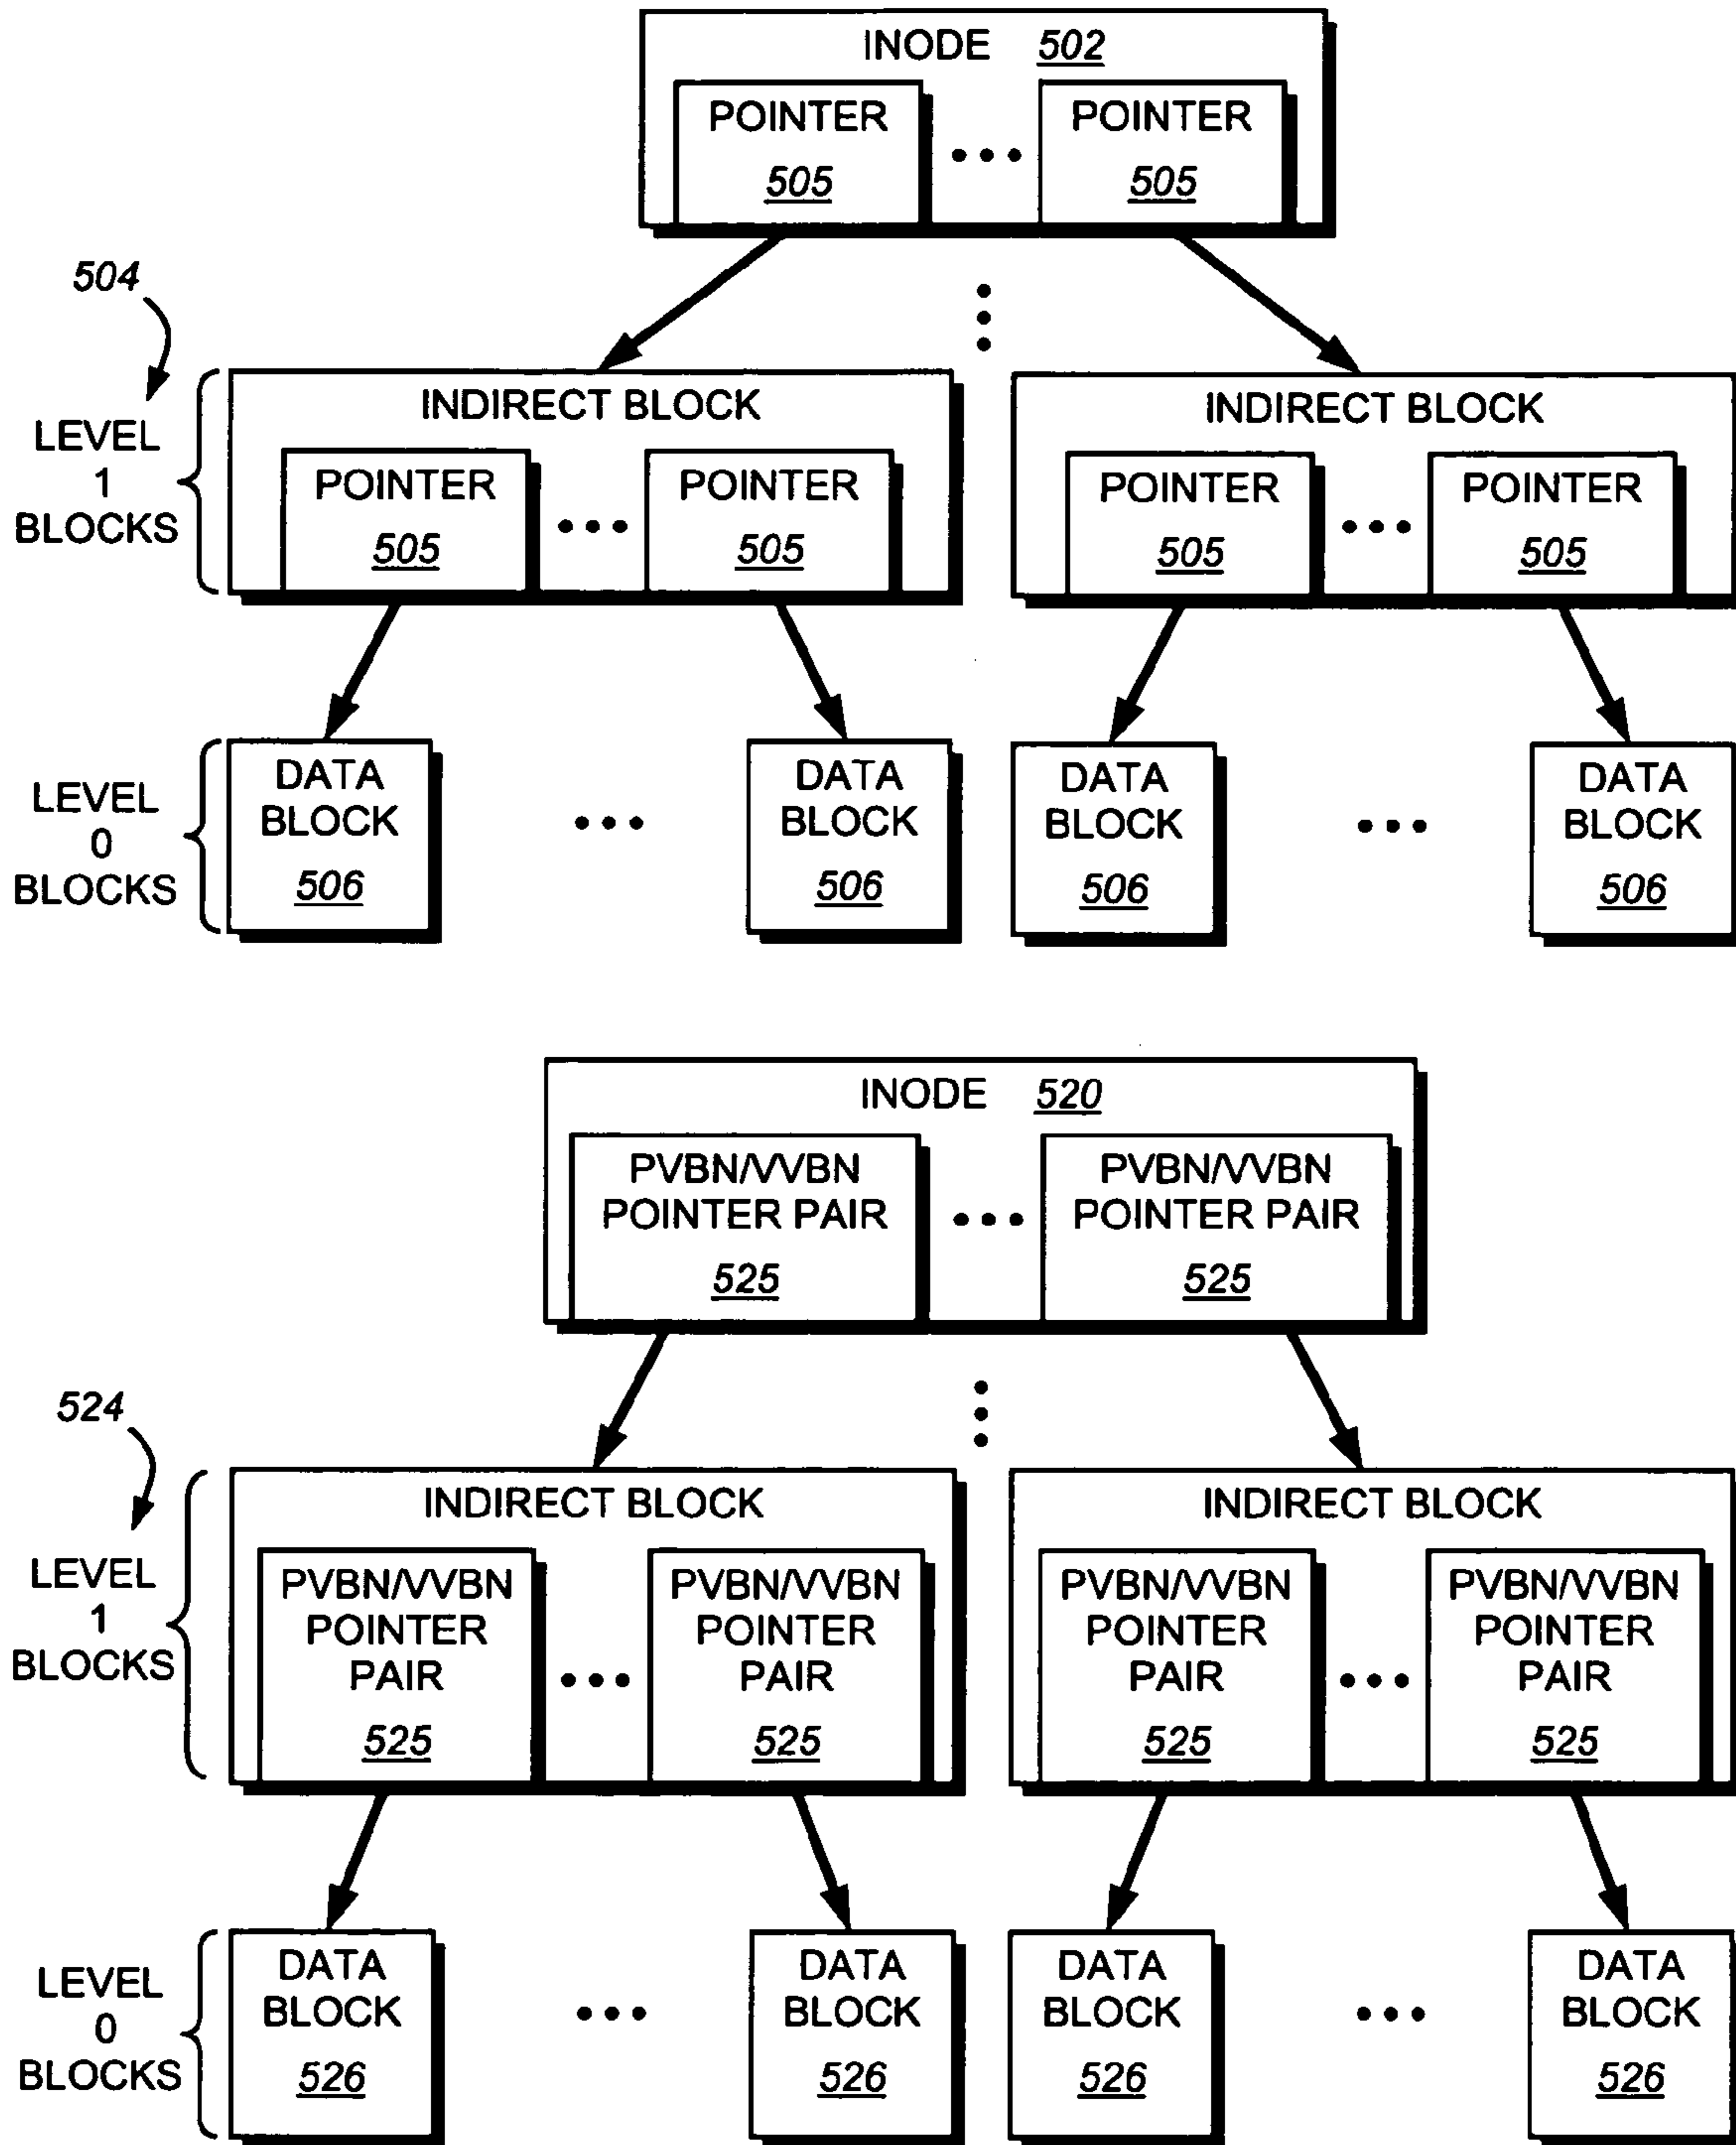 INODE 502
POINTER POINTER
505 ••• 505
504
INDIRECT BLOCK INDIRECT BLOCK
LEVEL
1
BLOCKS
POINTER POINTER POINTER POINTER
505 ••• 505 505 ••• 505
LEVEL
0
BLOCKS
DATA DATA DATA DATA
BLOCK ••• BLOCK BLOCK ••• BLOCK
506 506 506 506
INODE 520
PVBN/VVBN PVBN/VVBN
POINTER PAIR ••• POINTER PAIR
525 525
524
INDIRECT BLOCK INDIRECT BLOCK
LEVEL
1
BLOCKS
PVBN/VVBN PVBN/VVBN PVBN/VVBN PVBN/VVBN
POINTER POINTER POINTER POINTER
PAIR ••• PAIR PAIR ••• PAIR
525 525 525 525
LEVEL
0
BLOCKS
DATA DATA DATA DATA
BLOCK ••• BLOCK BLOCK ••• BLOCK
526 526 526 526